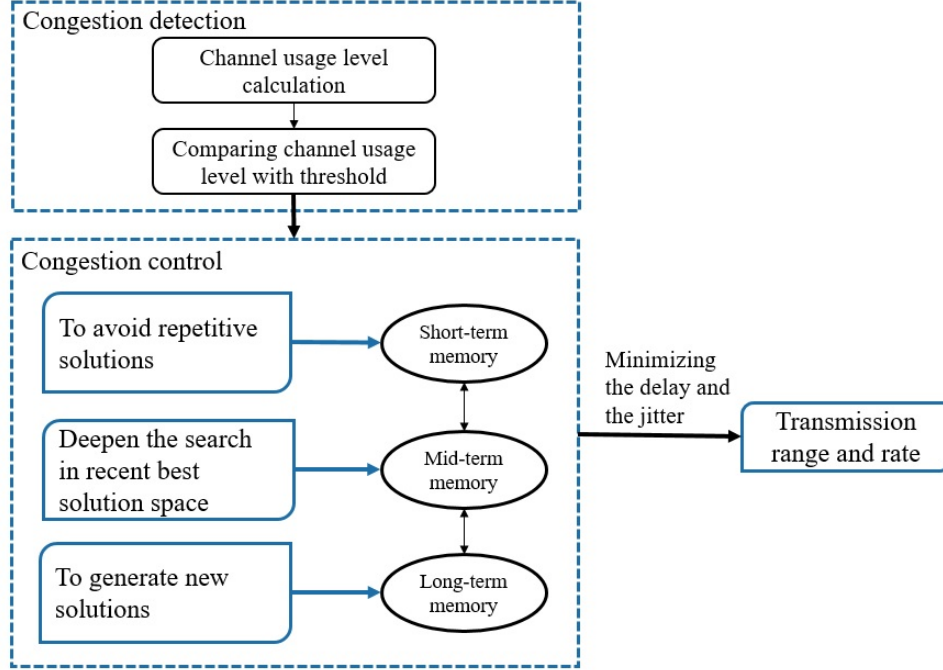 Congestion detection
Channel usage level
calculation
Comparing channel usage
level with threshold
Congestion control
To avoid repetitive
solutions
Short-term
memory
Deepen the search
in recent best
solution space
Mid-term
memory
To generate new
solutions
Long-term
memory
Minimizing
the delay and
the jitter
Transmission
range and rate